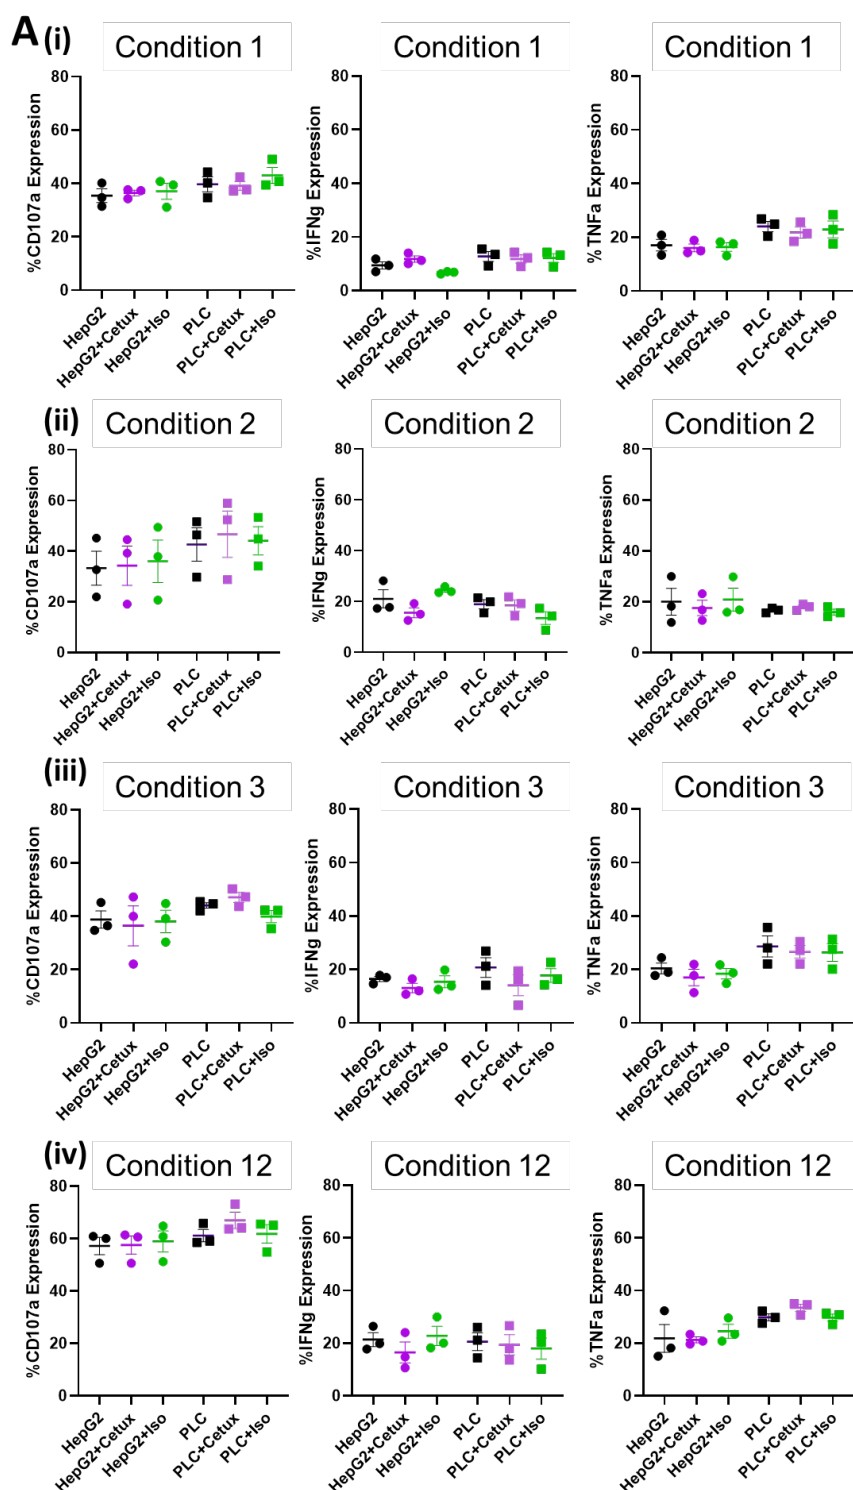 A (i)
Condition 1
Condition 1
Condition 1
%CD107a Expression
80
60
40
20
0
HepG2
HepG2+Cetux
HepG2+Iso
PLC
PLC+Cetux
PLC+Iso
%IFNg Expression
80
60
40
20
0
HepG2
HepG2+Cetux
HepG2+Iso
PLC
PLC+Cetux
PLC+Iso
%TNFa Expression
80
60
40
20
0
HepG2
HepG2+Cetux
HepG2+Iso
PLC
PLC+Cetux
PLC+Iso
(ii)
Condition 2
Condition 2
Condition 2
%CD107a Expression
80
60
40
20
0
HepG2
HepG2+Cetux
HepG2+Iso
PLC
PLC+Cetux
PLC+Iso
%IFNg Expression
80
60
40
20
0
HepG2
HepG2+Cetux
HepG2+Iso
PLC
PLC+Cetux
PLC+Iso
%TNFa Expression
80
60
40
20
0
HepG2
HepG2+Cetux
HepG2+Iso
PLC
PLC+Cetux
PLC+Iso
(iii)
Condition 3
Condition 3
Condition 3
%CD107a Expression
80
60
40
20
0
HepG2
HepG2+Cetux
HepG2+Iso
PLC
PLC+Cetux
PLC+Iso
%IFNg Expression
80
60
40
20
0
HepG2
HepG2+Cetux
HepG2+Iso
PLC
PLC+Cetux
PLC+Iso
%TNFa Expression
80
60
40
20
0
HepG2
HepG2+Cetux
HepG2+Iso
PLC
PLC+Cetux
PLC+Iso
(iv)
Condition 12
Condition 12
Condition 12
%CD107a Expression
80
60
40
20
0
HepG2
HepG2+Cetux
HepG2+Iso
PLC
PLC+Cetux
PLC+Iso
%IFNg Expression
80
60
40
20
0
HepG2
HepG2+Cetux
HepG2+Iso
PLC
PLC+Cetux
PLC+Iso
%TNFa Expression
80
60
40
20
0
HepG2
HepG2+Cetux
HepG2+Iso
PLC
PLC+Cetux
PLC+Iso